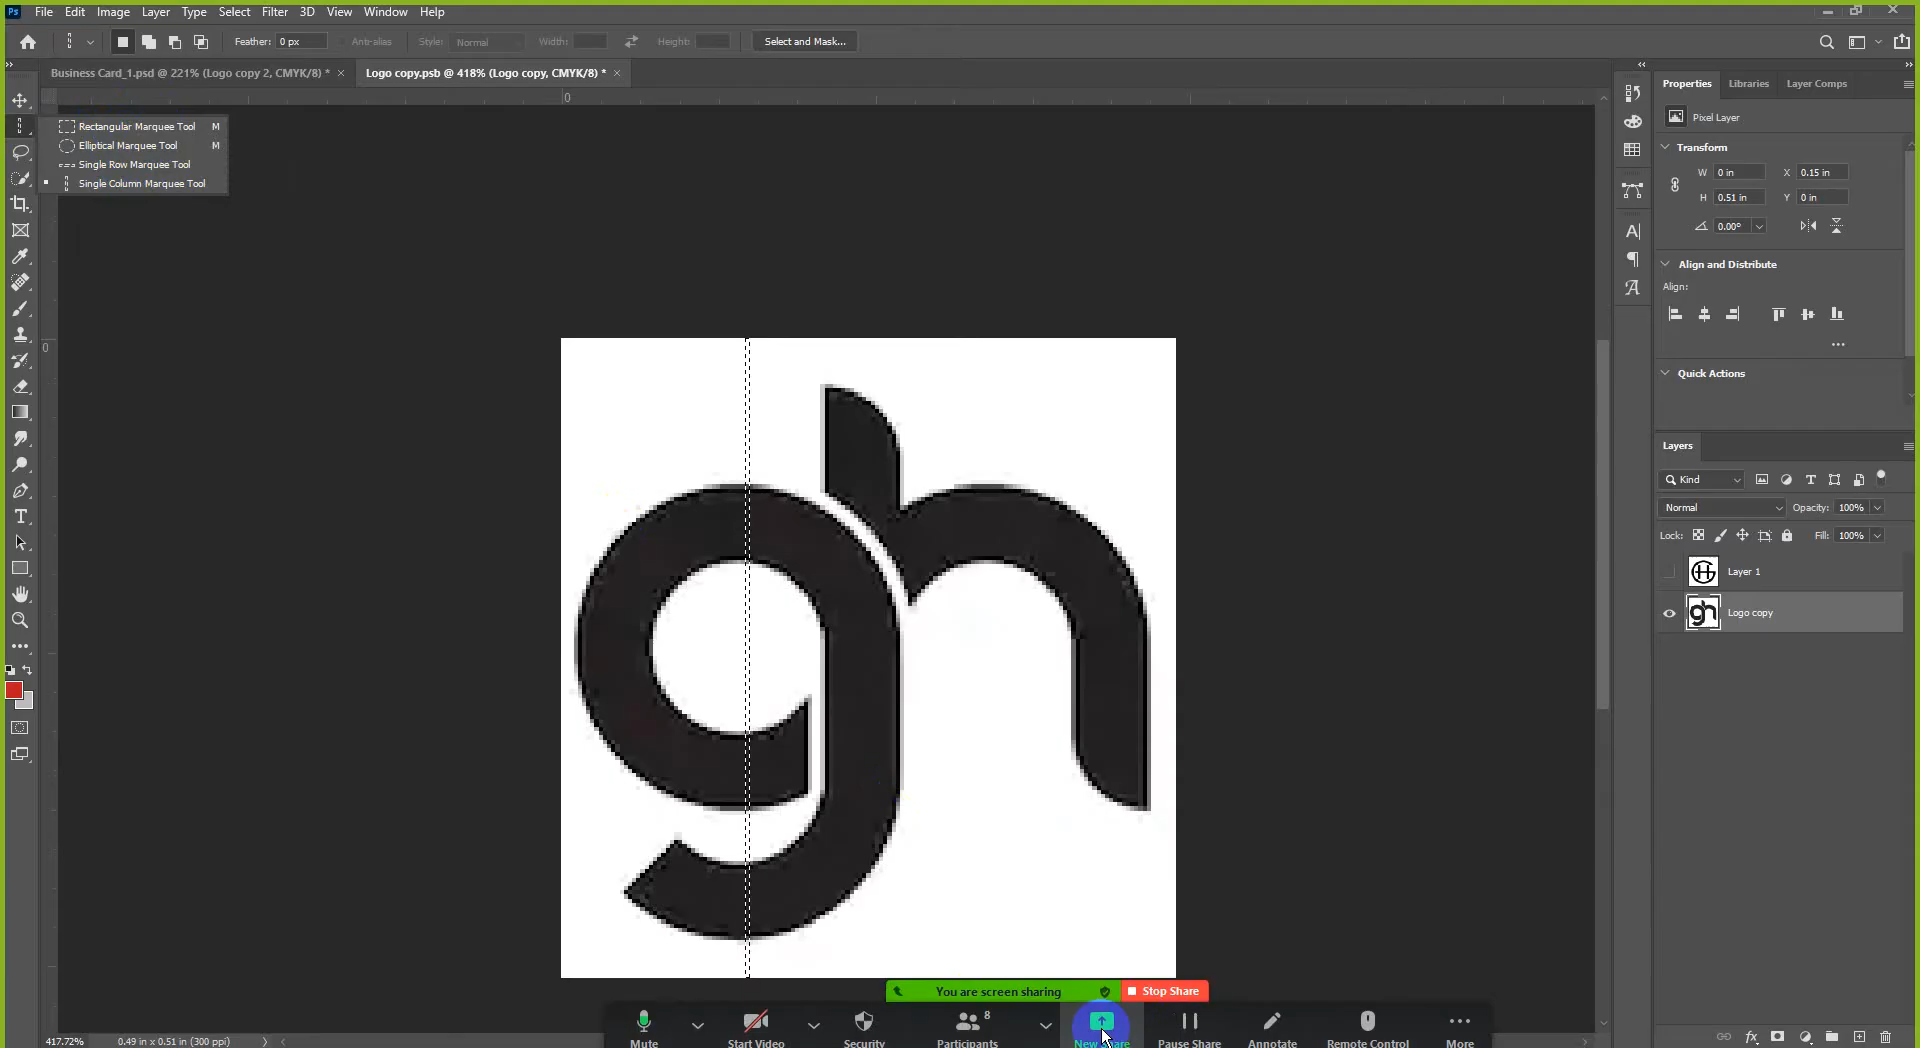 Ps File Edit Image Layer Type Select Filter 3D View Window Help
Feather: 0 px Anti-alias Style: Normal Width: Height: Select and Mask...
Business Card_1.psd @ 221% (Logo copy 2, CMYK/8) * × Logo copy.psb @ 418% (Logo copy, CMYK/8) * ×
0
0
Rectangular Marquee Tool M
Elliptical Marquee Tool M
Single Row Marquee Tool
Single Column Marquee Tool
gh
Properties Libraries Layer Comps
Pixel Layer
Transform
W 0 in X 0.15 in
H 0.51 in Y 0 in
0.00°
Align and Distribute
Align:
Quick Actions
Layers
Kind
Normal Opacity: 100%
Lock: Fill: 100%
Layer 1
gh Logo copy
You are screen sharing Stop Share
8
Mute Start Video Security Participants New Share Pause Share Annotate Remote Control More
417.72% 0.49 in x 0.51 in (300 ppi)